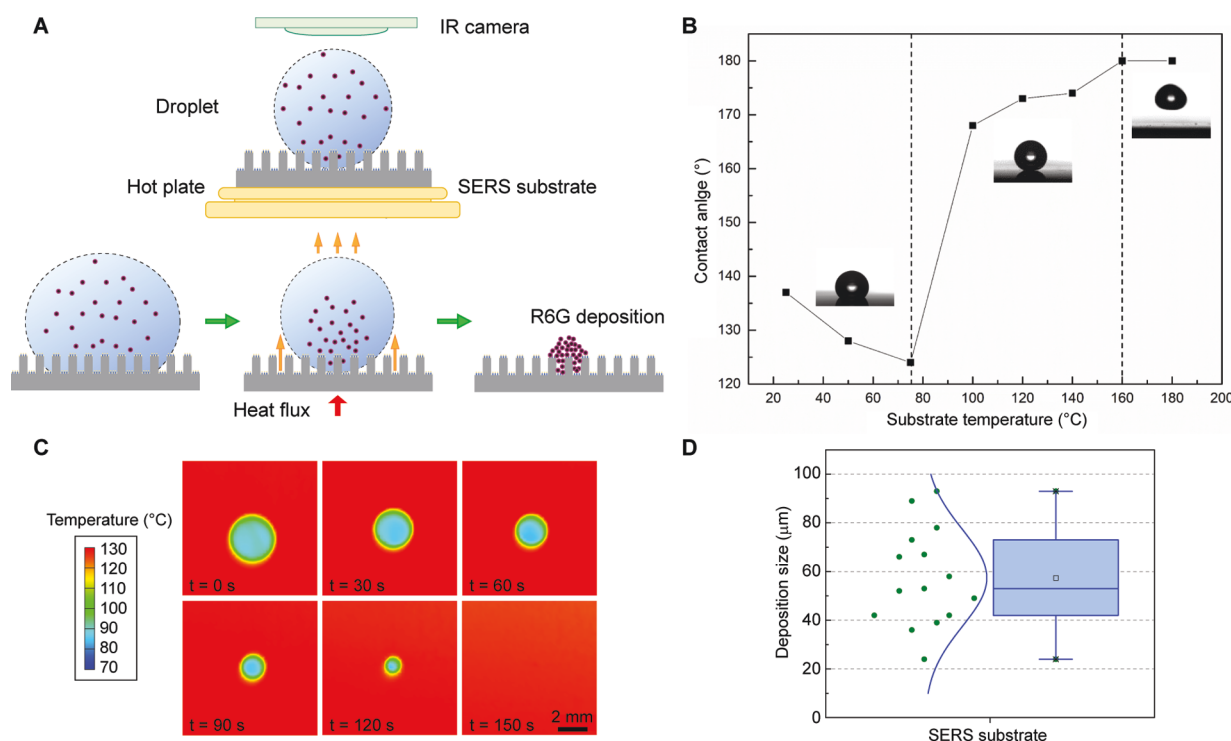 A
IR camera
Droplet
Hot plate
SERS substrate
R6G deposition
Heat flux
B
180
170
160
150
140
130
120
Contact anlge (°)
20 40 60 80 100 120 140 160 180 200
Substrate temperature (°C)
C
Temperature (°C)
130
120
110
100
90
80
70
t = 0 s
t = 30 s
t = 60 s
t = 90 s
t = 120 s
t = 150 s
2 mm
D
100
80
60
40
20
0
Deposition size (μm)
SERS substrate